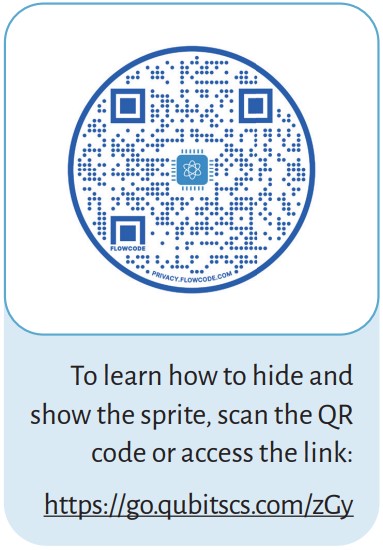 FLOWCODE
PRIVACY.FLOWCODE.COM
To learn how to hide and
show the sprite, scan the QR
code or access the link:
https://go.qubitscs.com/zGy